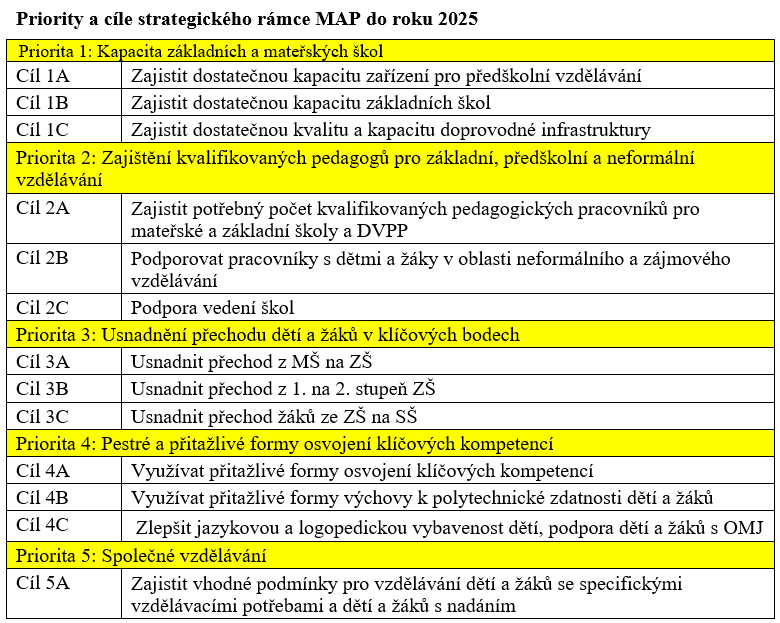 Priority a cíle strategického rámce MAP do roku 2025
Priorita 1: Kapacita základních a mateřských škol
Cíl 1A Zajistit dostatečnou kapacitu zařízení pro předškolní vzdělávání
Cíl 1B Zajistit dostatečnou kapacitu základních škol
Cíl 1C Zajistit dostatečnou kvalitu a kapacitu doprovodné infrastruktury
Priorita 2: Zajištění kvalifikovaných pedagogů pro základní, předškolní a neformální
vzdělávání
Cíl 2A Zajistit potřebný počet kvalifikovaných pedagogických pracovníků pro
mateřské a základní školy a DVPP
Cíl 2B Podporovat pracovníky s dětmi a žáky v oblasti neformálního a zájmového
vzdělávání
Cil 2C Podpora vedení škol
Priorita 3: Usnadnění přechodu dětí a žáků v klíčových bodech
Cíl 3A Usnadnit přechod z MŠ na ZŠ
Cíl 3B Usnadnit přechod z 1. na 2. stupeň ZŠ
Cíl 3C Usnadnit přechod žáků ze ZŠ na SŠ
Priorita 4: Pestré a přitažlivé formy osvojení klíčových kompetencí
Cíl 4A Využívat přitažlivé formy osvojení klíčových kompetencí
Cíl 4B Využívat přitažlivé formy výchovy k polytechnické zdatnosti dětí a žáků
Cíl 4C Zlepšit jazykovou a logopedickou vybavenost dětí, podpora dětí a žáků s OMJ
Priorita 5: Společné vzdělávání
Cíl 5A Zajistit vhodné podmínky pro vzdělávání dětí a žáků se specifickými
vzdělávacími potřebami a dětí a žáků s nadáním